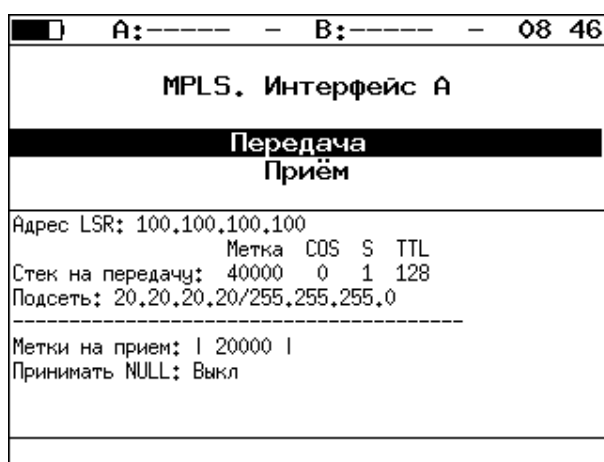 A:----- - B:----- - 08 46
MPLS. Интерфейс A
Передача
Приём
Адрес LSR: 100.100.100.100
Метка COS S TTL
Стек на передачу: 40000 0 1 128
Подсеть: 20.20.20.20/255.255.255.0
----------------------------------------
Метки на прием: | 20000 |
Принимать NULL: Выкл